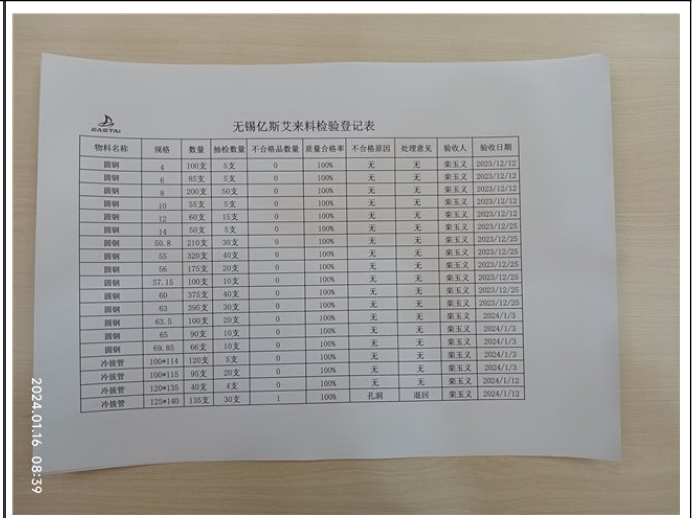 EASTAI
无锡亿斯艾来料检验登记表
物料名称 规格 数量 抽检数量 不合格品数量 质量合格率 不合格原因 处理意见 验收人 验收日期
圆钢 4 100支 5支 0 100% 无 无 栾玉义 2023/12/12
圆钢 6 85支 5支 0 100% 无 无 栾玉义 2023/12/12
圆钢 8 200支 50支 0 100% 无 无 栾玉义 2023/12/12
圆钢 10 55支 5支 0 100% 无 无 栾玉义 2023/12/12
圆钢 12 60支 15支 0 100% 无 无 栾玉义 2023/12/12
圆钢 14 50支 5支 0 100% 无 无 栾玉义 2023/12/25
圆钢 50.8 210支 30支 0 100% 无 无 栾玉义 2023/12/25
圆钢 55 320支 40支 0 100% 无 无 栾玉义 2023/12/25
圆钢 56 175支 20支 0 100% 无 无 栾玉义 2023/12/25
圆钢 57.15 100支 10支 0 100% 无 无 栾玉义 2023/12/25
圆钢 60 375支 40支 0 100% 无 无 栾玉义 2023/12/25
圆钢 63 395支 30支 0 100% 无 无 栾玉义 2023/12/25
圆钢 63.5 100支 20支 0 100% 无 无 栾玉义 2024/1/3
圆钢 65 90支 10支 0 100% 无 无 栾玉义 2024/1/3
圆钢 69.85 66支 10支 0 100% 无 无 栾玉义 2024/1/3
冷拔管 100*114 120支 5支 0 100% 无 无 栾玉义 2024/1/3
冷拔管 100*115 95支 20支 0 100% 无 无 栾玉义 2024/1/3
冷拔管 120*135 40支 4支 0 100% 无 无 栾玉义 2024/1/12
冷拔管 125*140 135支 30支 1 100% 孔洞 退回 栾玉义 2024/1/12
2024.01.16 08:39